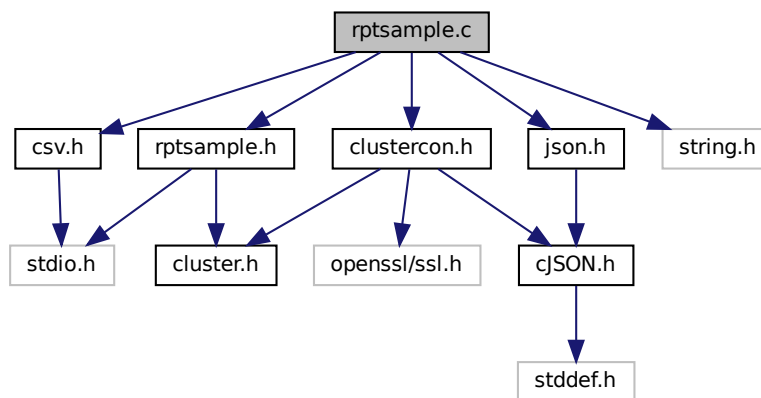 rptsample.c
csv.h
rptsample.h
clustercon.h
json.h
string.h
stdio.h
cluster.h
openssl/ssl.h
cJSON.h
stddef.h